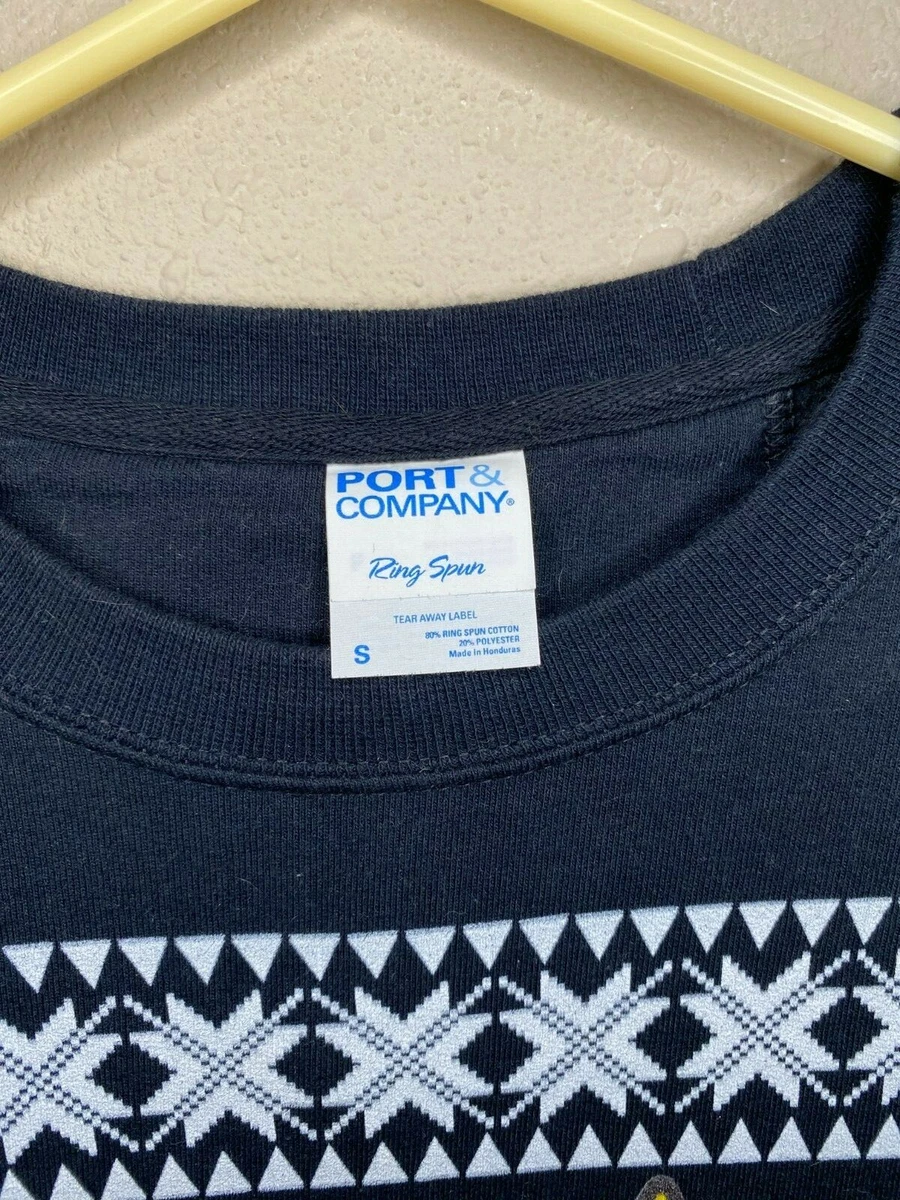 PORT &
COMPANY®
Ring Spun
TEAR AWAY LABEL
80% RING SPUN COTTON
20% POLYESTER
Made in Honduras
S